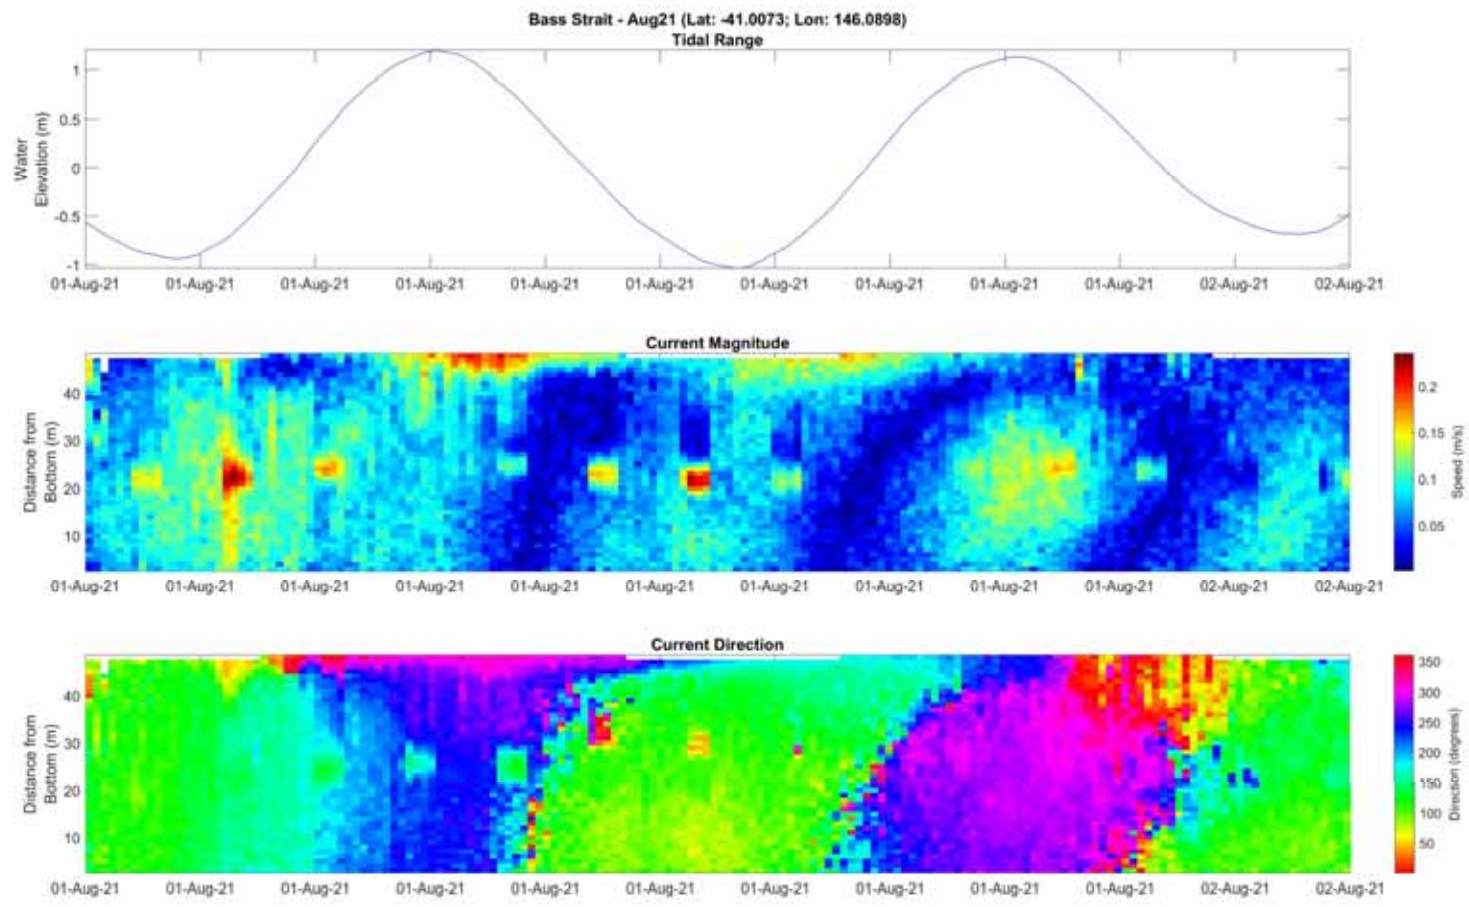 Bass Strait - Aug21 (Lat: -41.0073; Lon: 146.0898)
Tidal Range
Water
Elevation (m)
1
0.5
0
-0.5
-1
01-Aug-21 01-Aug-21 01-Aug-21 01-Aug-21 01-Aug-21 01-Aug-21 01-Aug-21 01-Aug-21 01-Aug-21 01-Aug-21 02-Aug-21 02-Aug-21
Current Magnitude
Distance from
Bottom (m)
40
30
20
10
01-Aug-21 01-Aug-21 01-Aug-21 01-Aug-21 01-Aug-21 01-Aug-21 01-Aug-21 01-Aug-21 01-Aug-21 01-Aug-21 02-Aug-21 02-Aug-21
0.2
0.15
0.1
0.05
Speed (m/s)
Current Direction
Distance from
Bottom (m)
40
30
20
10
01-Aug-21 01-Aug-21 01-Aug-21 01-Aug-21 01-Aug-21 01-Aug-21 01-Aug-21 01-Aug-21 01-Aug-21 01-Aug-21 02-Aug-21 02-Aug-21
350
300
250
200
150
100
50
Direction (degrees)